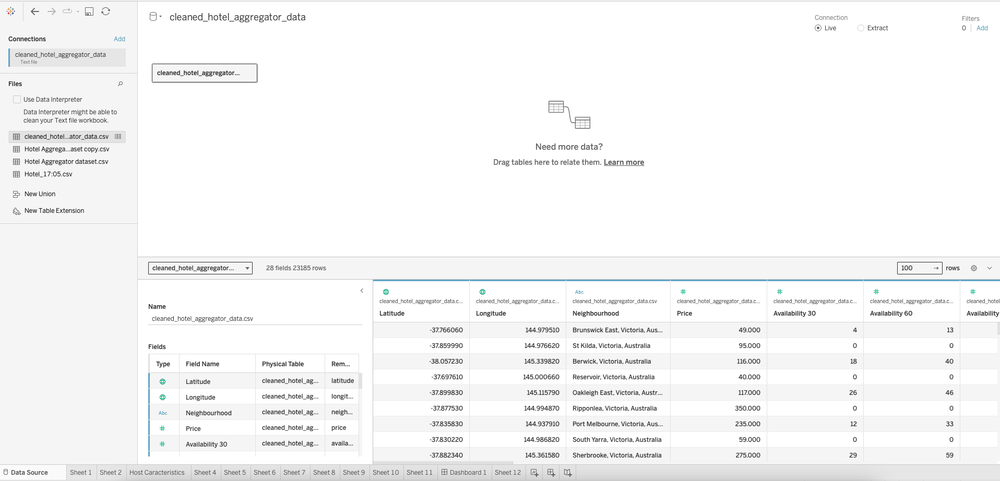 cleaned_hotel_aggregator_data
Connection
Live
Extract
Filters
0
Add
Connections
Add
cleaned_hotel_aggregator_data
Text file
Files
Use Data Interpreter
Data Interpreter might be able to
clean your Text file workbook.
cleaned_hotel...ator_data.csv
Hotel Aggrega...aset copy.csv
Hotel Aggregator dataset.csv
Hotel_17:05.csv
New Union
New Table Extension
cleaned_hotel_aggregator...
Need more data?
Drag tables here to relate them. Learn more
cleaned_hotel_aggregator...
28 fields 23185 rows
100 → rows
Name
cleaned_hotel_aggregator_data.csv
Fields
Type Field Name Physical Table Rem...
Latitude cleaned_hotel_ag... latitude
Longitude cleaned_hotel_ag... longit...
Abc Neighbourhood cleaned_hotel_ag... neigh...
# Price cleaned_hotel_ag... price
# Availability 30 cleaned_hotel_ag... availa...
Abc # # # #
cleaned_hotel_aggregator_data.c... cleaned_hotel_aggregator_data.c... cleaned_hotel_aggregator_data.csv cleaned_hotel_aggregator_data.c... cleaned_hotel_aggregator_data.c... cleaned_hotel_aggregator_data.c... cleaned_hotel
Latitude Longitude Neighbourhood Price Availability 30 Availability 60 Availability
-37.766060 144.979510 Brunswick East, Victoria, Aus... 49.000 4 13
-37.859990 144.976620 St Kilda, Victoria, Australia 95.000 0 0
-38.057230 145.339820 Berwick, Victoria, Australia 116.000 18 40
-37.697610 145.000660 Reservoir, Victoria, Australia 40.000 0 0
-37.899830 145.115790 Oakleigh East, Victoria, Austr... 117.000 26 46
-37.877530 144.994870 Ripponlea, Victoria, Australia 350.000 0 0
-37.835830 144.937910 Port Melbourne, Victoria, Aus... 235.000 12 33
-37.830220 144.986820 South Yarra, Victoria, Australia 59.000 0 0
-37.882340 145.361580 Sherbrooke, Victoria, Australia 275.000 29 59
Data Source Sheet 1 Sheet 2 Host Caracteristics Sheet 4 Sheet 5 Sheet 6 Sheet 7 Sheet 8 Sheet 9 Sheet 10 Sheet 11 Dashboard 1 Sheet 12